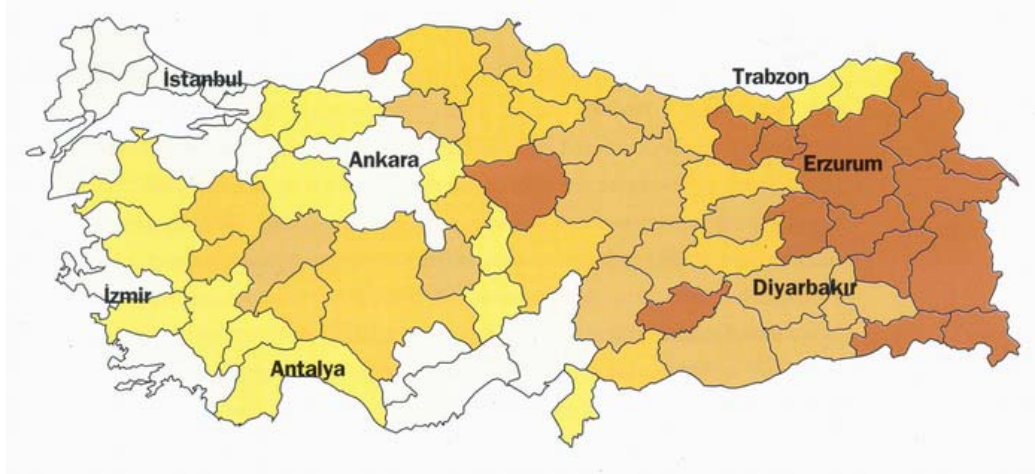 İstanbul
Trabzon
Ankara
Erzurum
Diyarbakır
İzmir
Antalya